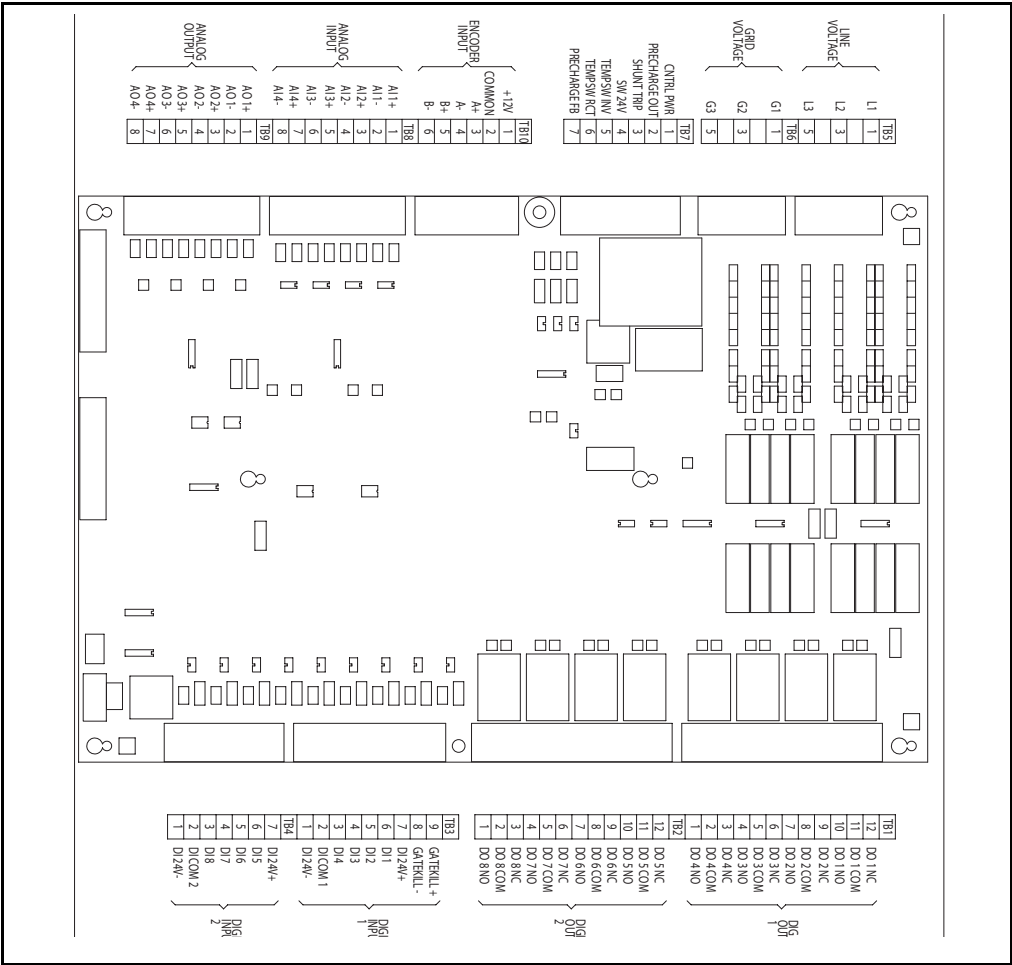 LINE
VOLTAGE
TB5
L1 1
L2 3
L3 5
GRID
VOLTAGE
TB6
G1 1
G2 3
G3 5
TB7
CNTRL PWR 1
PRECHARGE OUT 2
SHUNT TRIP 3
SW 24V 4
TEMPSW INV 5
TEMPSW RCT 6
PRECHARGE FB 7
ENCODER
INPUT
TB10
+12V 1
COMMON 2
A+ 3
A- 4
B+ 5
B- 6
ANALOG
INPUT
TB8
AI1+ 1
AI1- 2
AI2+ 3
AI2- 4
AI3+ 5
AI3- 6
AI4+ 7
AI4- 8
ANALOG
OUTPUT
TB9
AO1+ 1
AO1- 2
AO2+ 3
AO2- 4
AO3+ 5
AO3- 6
AO4+ 7
AO4- 8
TB1
12 DO 1 NC
11 DO 1 COM
10 DO 1 NO
9 DO 2 NC
8 DO 2 COM
7 DO 2 NO
6 DO 3 NC
5 DO 3 COM
4 DO 3 NO
3 DO 4 NC
2 DO 4 COM
1 DO 4 NO
DIG
OUT
1
TB2
12 DO 5 NC
11 DO 5 COM
10 DO 5 NO
9 DO 6 NC
8 DO 6 COM
7 DO 6 NO
6 DO 7 NC
5 DO 7 COM
4 DO 7 NO
3 DO 8 NC
2 DO 8 COM
1 DO 8 NO
DIGI
OUT
2
TB3
9 GATEKILL +
8 GATEKILL -
7 DI24V+
6 DI1
5 DI2
4 DI3
3 DI4
2 DICOM 1
1 DI24V-
DIGI
INPU
1
TB4
7 DI24V+
6 DI5
5 DI6
4 DI7
3 DI8
2 DICOM 2
1 DI24V-
DIGI
INPU
2